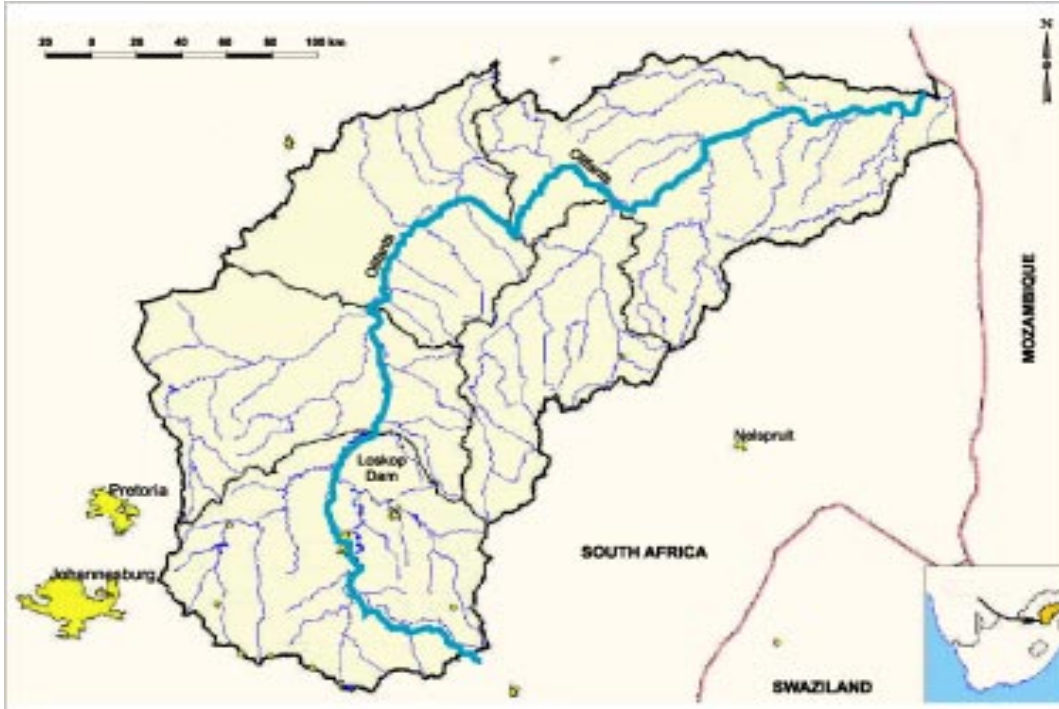 N
20 0 20 40 60 80 100 km
Olifants
Olifants
MOZAMBIQUE
Nelspruit
Loskop
Dam
Pretoria
SOUTH AFRICA
Johannesburg
SWAZILAND